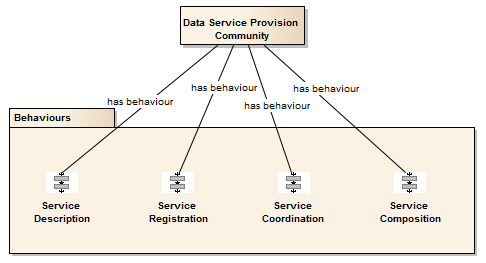 Data Service Provision
Community
has behaviour
has behaviour
has behaviour
has behaviour
Behaviours
Service
Description
Service
Registration
Service
Coordination
Service
Composition